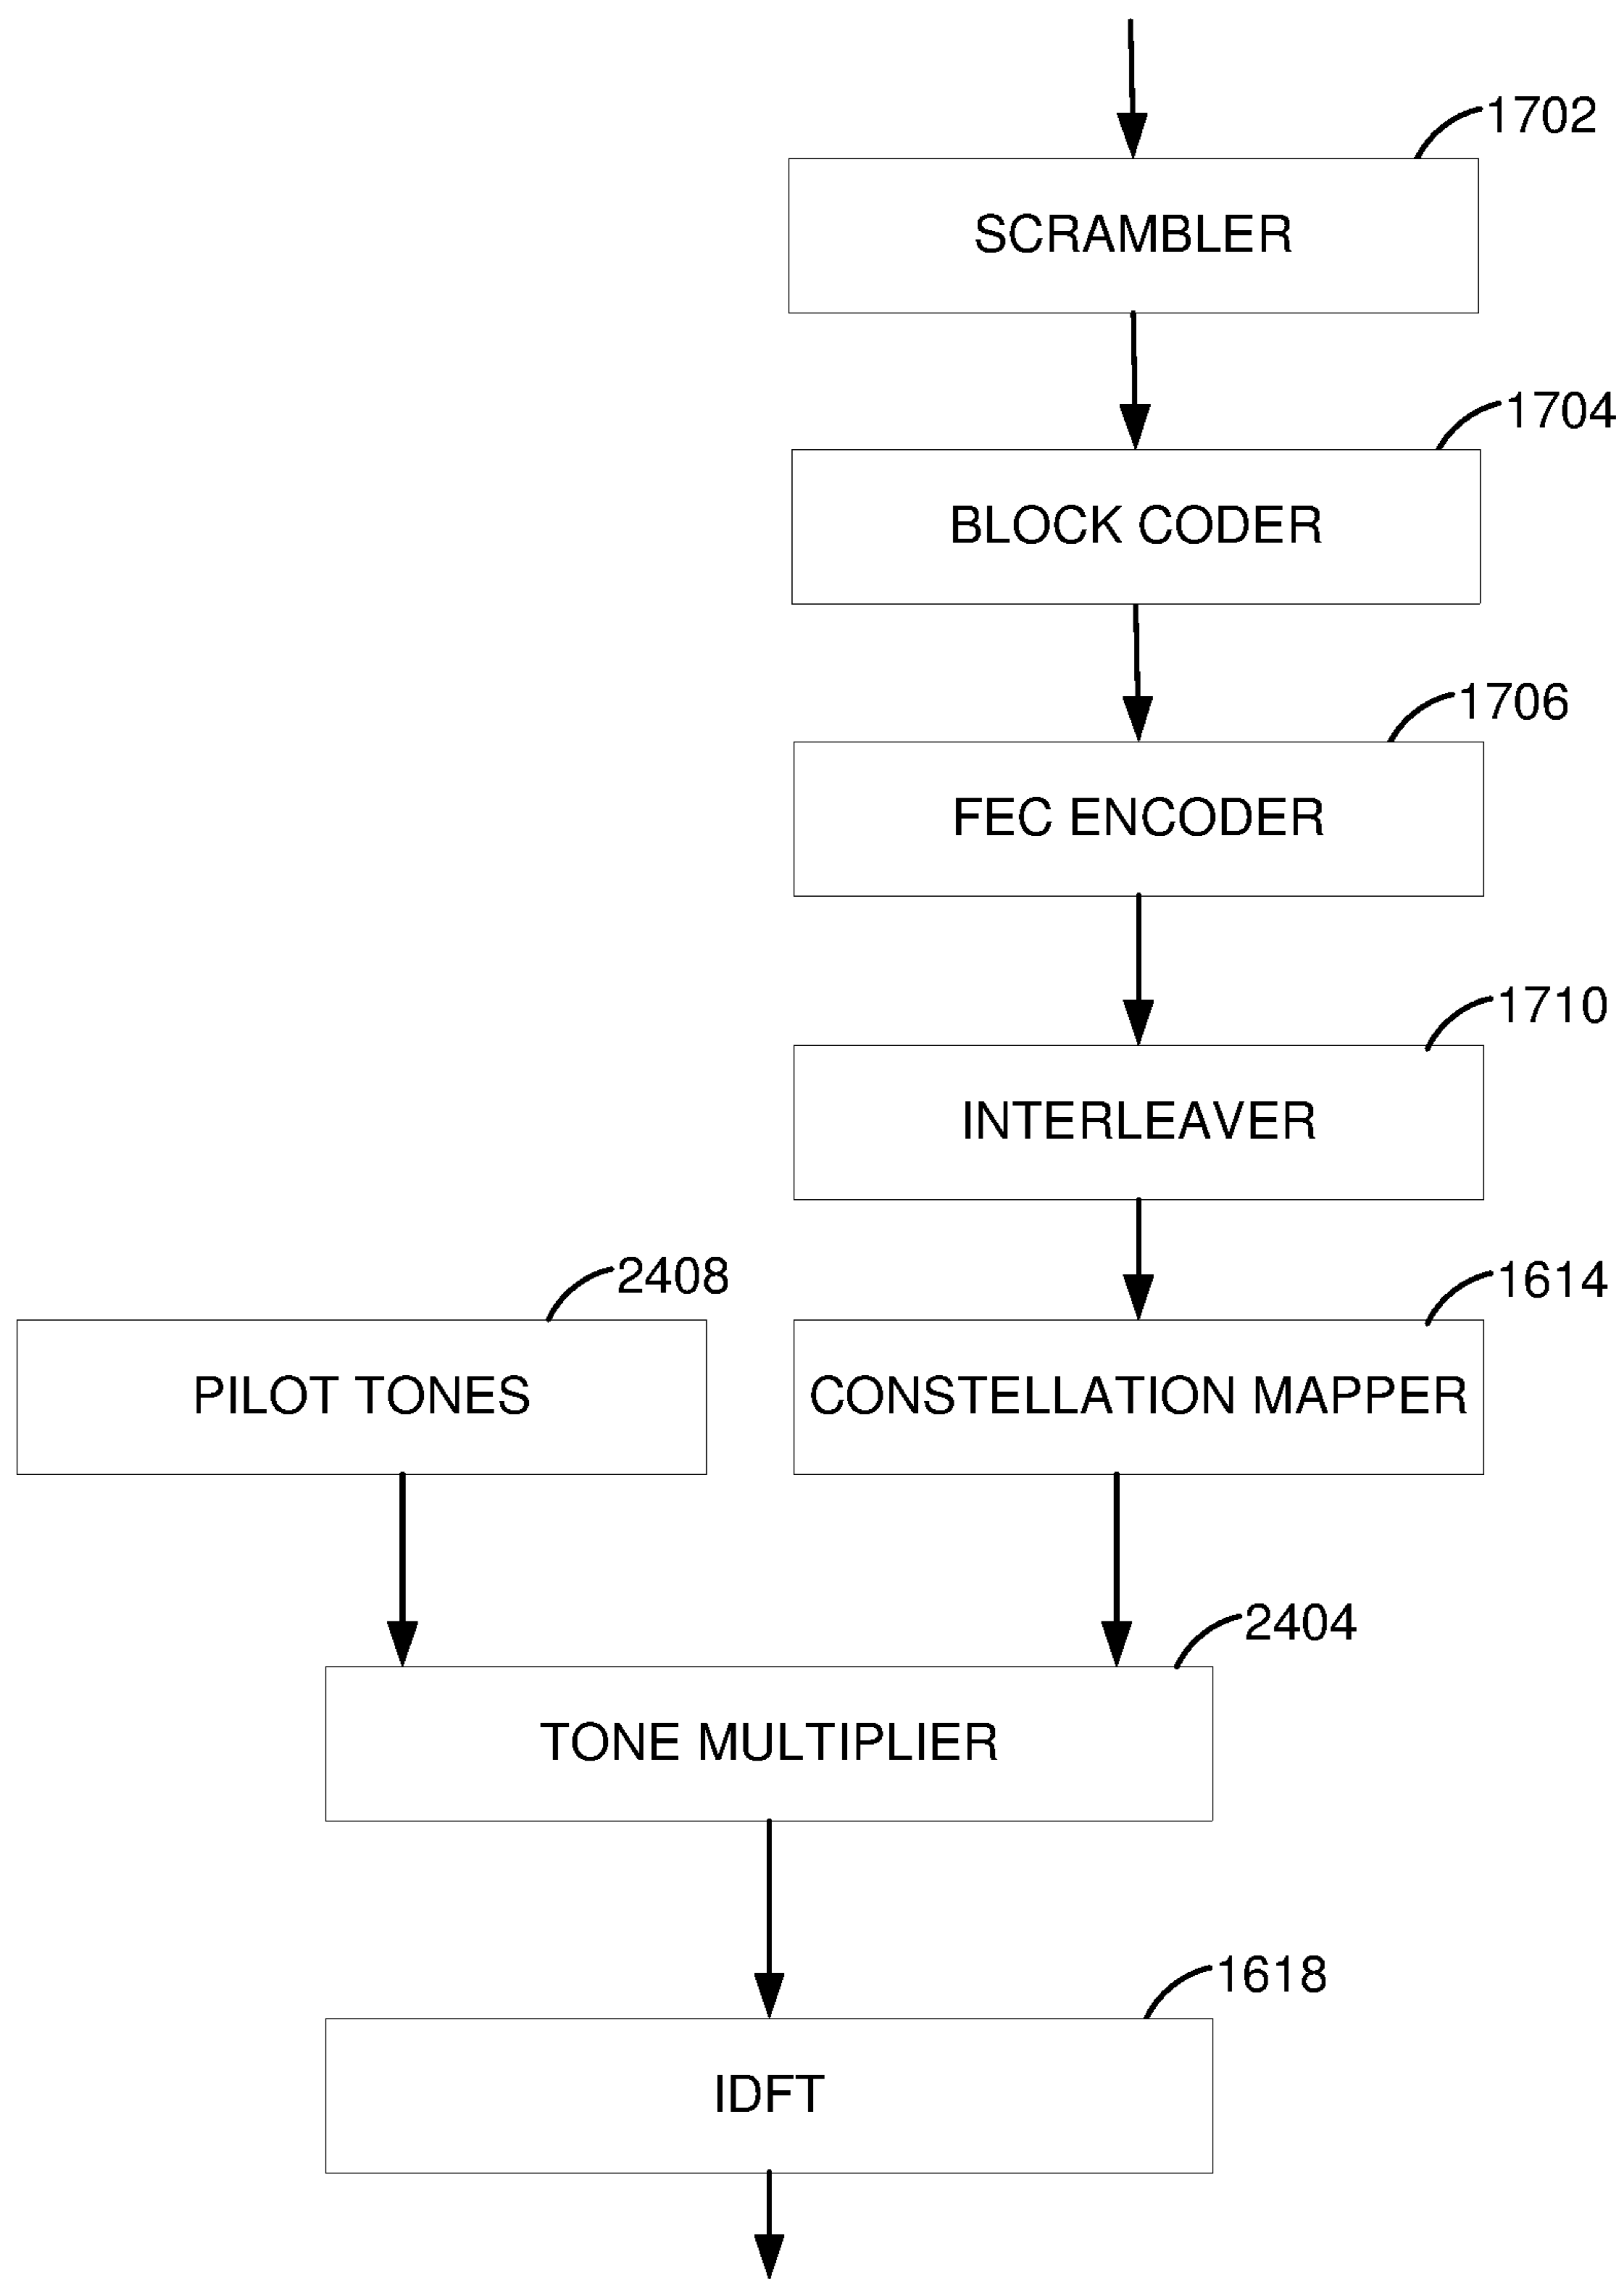 1702
SCRAMBLER
1704
BLOCK CODER
1706
FEC ENCODER
1710
INTERLEAVER
2408
1614
PILOT TONES
CONSTELLATION MAPPER
2404
TONE MULTIPLIER
1618
IDFT